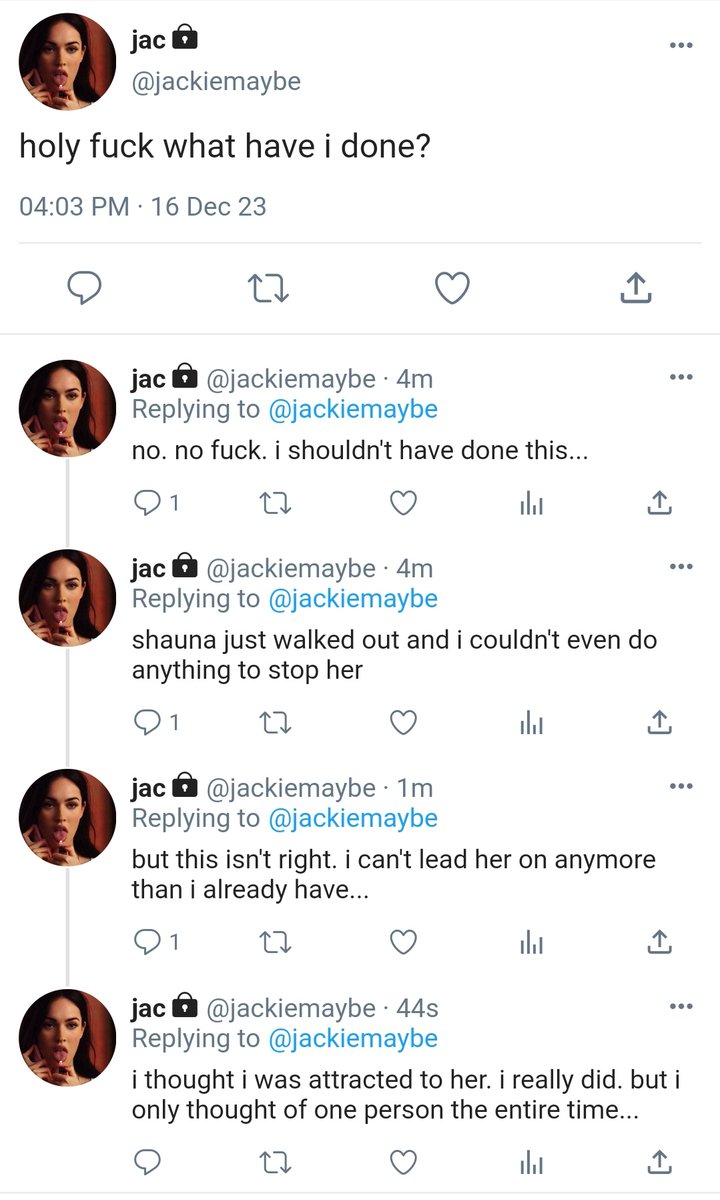 jac 🔒
@jackiemaybe
holy fuck what have i done?
04:03 PM · 16 Dec 23
jac 🔒 @jackiemaybe · 4m
Replying to @jackiemaybe
no. no fuck. i shouldn't have done this...
1
jac 🔒 @jackiemaybe · 4m
Replying to @jackiemaybe
shauna just walked out and i couldn't even do
anything to stop her
1
jac 🔒 @jackiemaybe · 1m
Replying to @jackiemaybe
but this isn't right. i can't lead her on anymore
than i already have...
1
jac 🔒 @jackiemaybe · 44s
Replying to @jackiemaybe
i thought i was attracted to her. i really did. but i
only thought of one person the entire time...